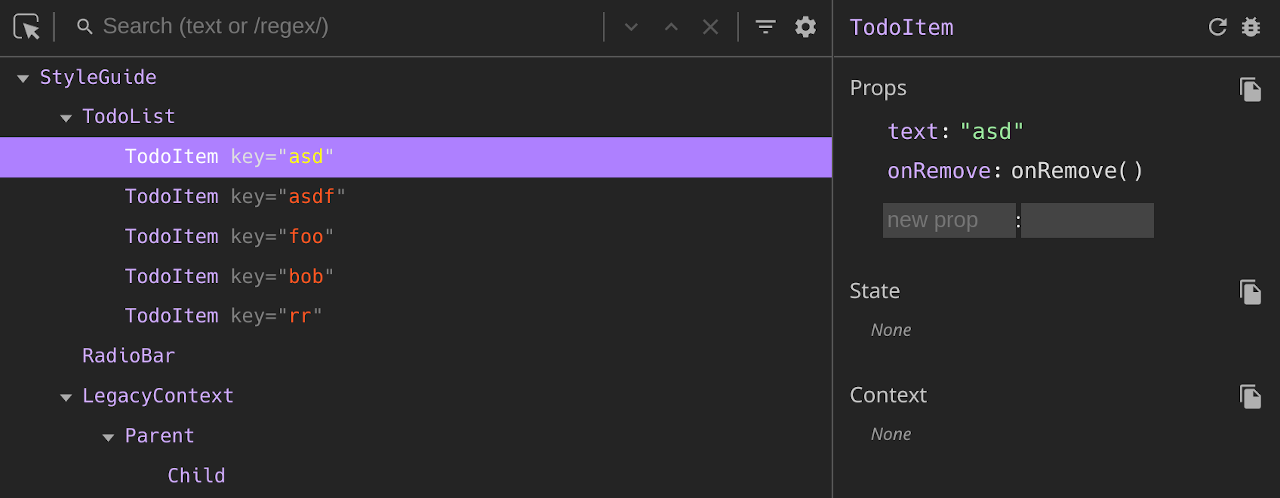 Search (text or /regex/)
StyleGuide
TodoList
TodoItem key="asd"
TodoItem key="asdf"
TodoItem key="foo"
TodoItem key="bob"
TodoItem key="rr"
RadioBar
LegacyContext
Parent
Child
TodoItem
Props
text: "asd"
onRemove: onRemove()
new prop :
State
None
Context
None